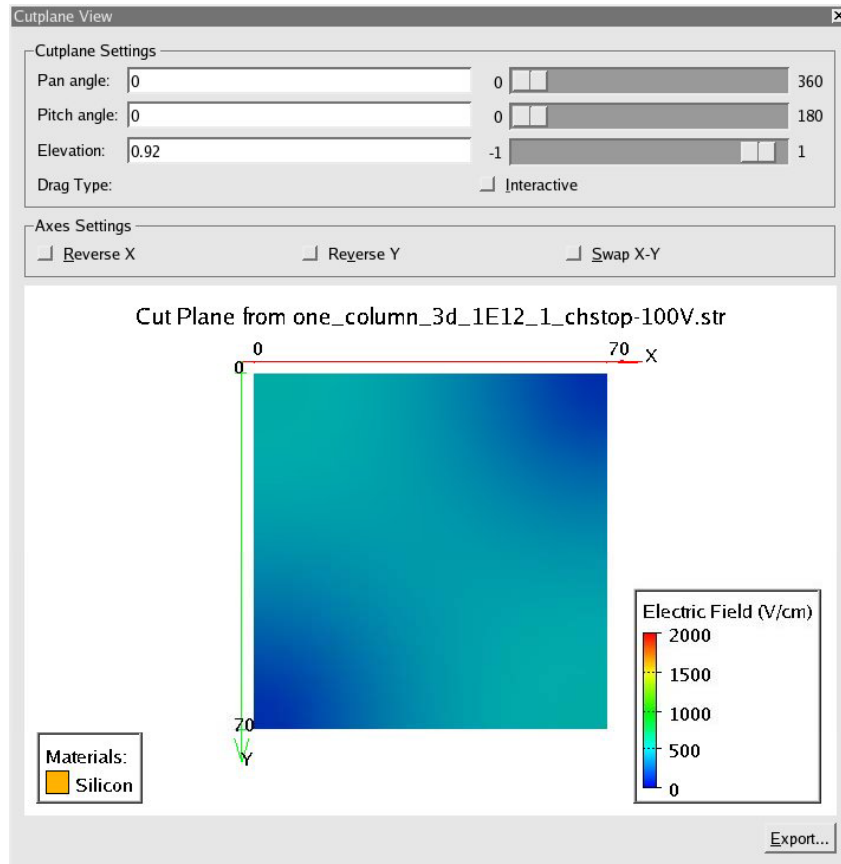 Cutplane View
Cutplane Settings
Pan angle: 0 0 360
Pitch angle: 0 0 180
Elevation: 0.92 -1 1
Drag Type: Interactive
Axes Settings
Reverse X Reverse Y Swap X-Y
Cut Plane from one_column_3d_1E12_1_chstop-100V.str
0 70 X
0
70
Y
Electric Field (V/cm)
2000
1500
1000
500
0
Materials:
Silicon
Export...